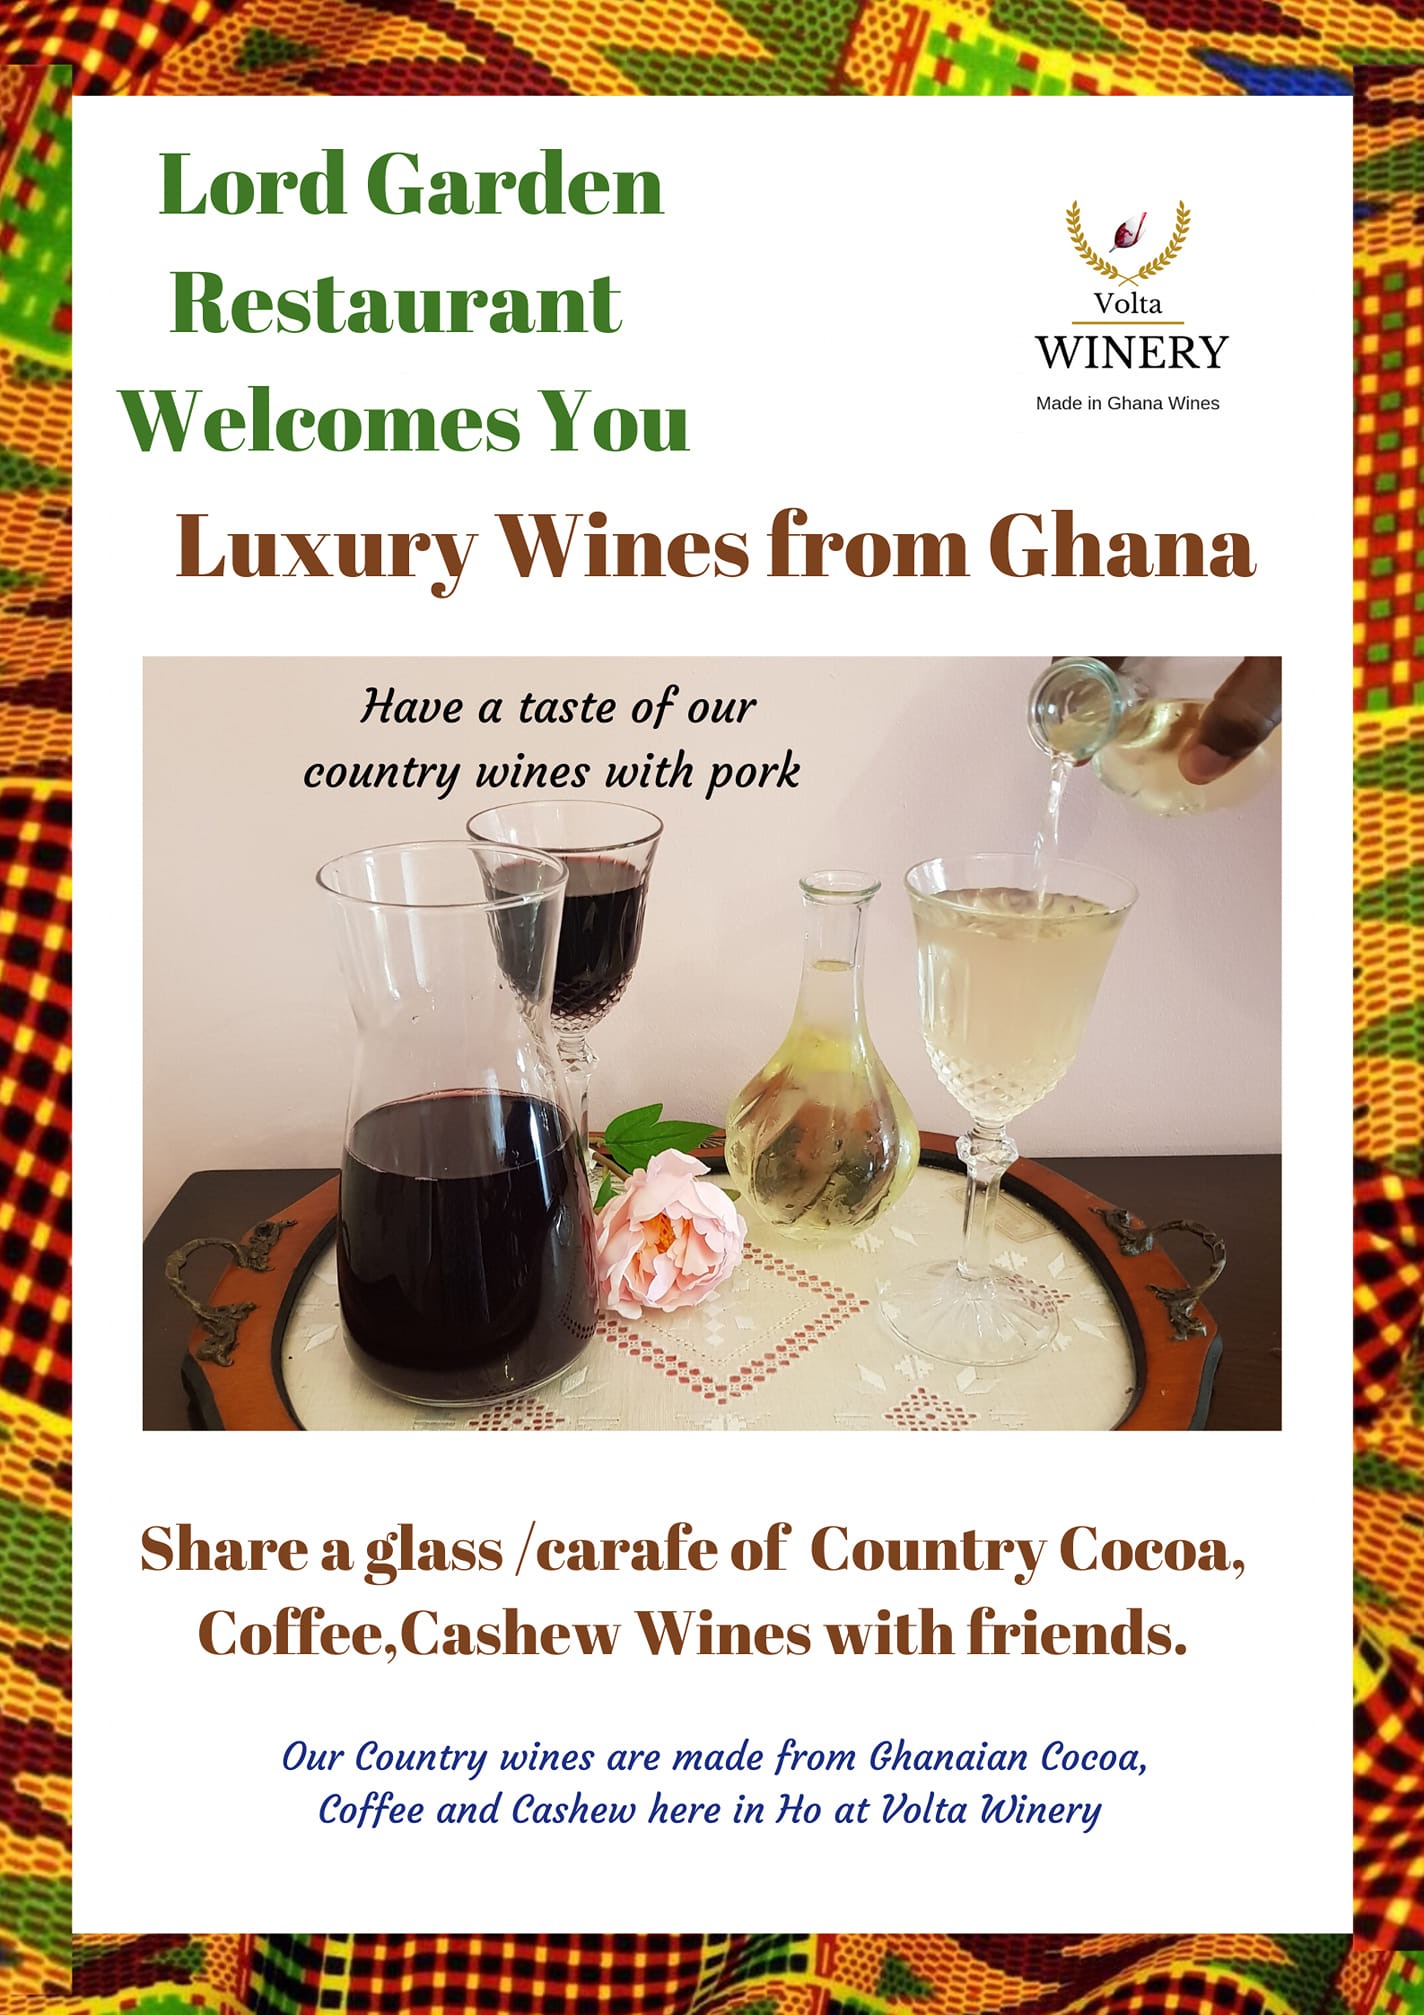 Lord Garden
Restaurant
Welcomes You
Volta
WINERY
Made in Ghana Wines
Luxury Wines from Ghana
Have a taste of our
country wines with pork
Share a glass /carafe of Country Cocoa,
Coffee,Cashew Wines with friends.
Our Country wines are made from Ghanaian Cocoa,
Coffee and Cashew here in Ho at Volta Winery